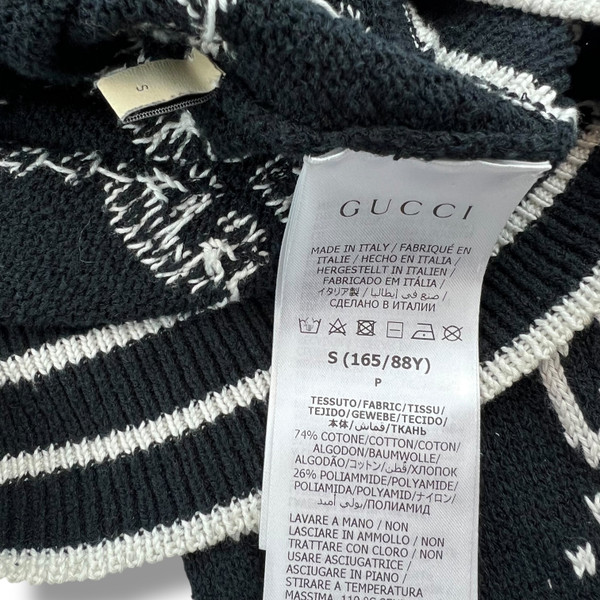 S
GUCCI
MADE IN ITALY / FABRIQUÉ EN
ITALIE / HECHO EN ITALIA /
HERGESTELLT IN ITALIEN /
FABRICADO EM ITÁLIA /
イタリア製 / صنع في إيطاليا /
СДЕЛАНО В ИТАЛИИ
S (165/88Y)
P
TESSUTO/FABRIC/TISSU/
TEJIDO/GEWEBE/TECIDO/
本体/قماش/ТКАНЬ
74% COTONE/COTTON/COTON/
ALGODON/BAUMWOLLE/
ALGODÃO/コットン/قطن/ХЛОПОК
26% POLIAMMIDE/POLYAMIDE/
POLIAMIDA/POLYAMID/ナイロン/
بولي أميد/ПОЛИАМИД
LAVARE A MANO / NON
LASCIARE IN AMMOLLO / NON
TRATTARE CON CLORO / NON
USARE ASCIUGATRICE /
ASCIUGARE IN PIANO /
STIRARE A TEMPERATURA
MASSIMA 110 °C